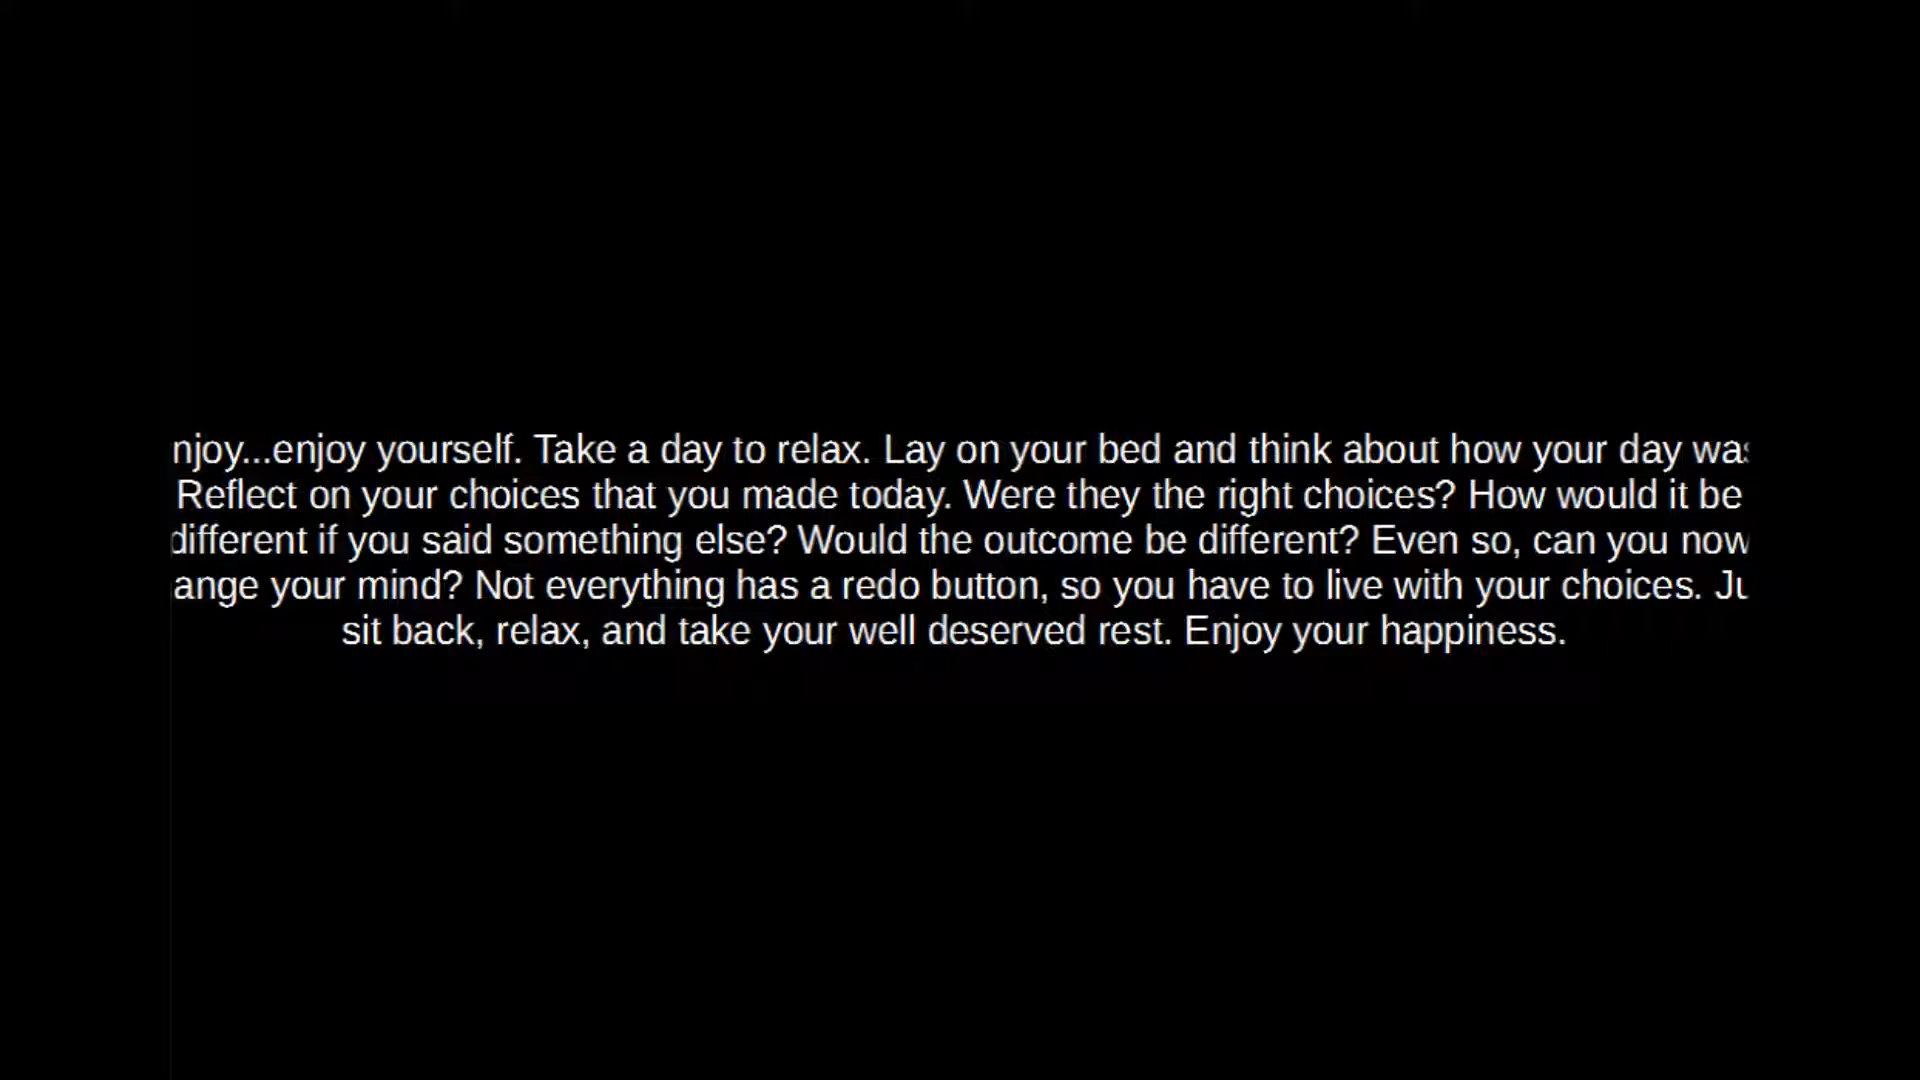 njoy...enjoy yourself. Take a day to relax. Lay on your bed and think about how your day was
Reflect on your choices that you made today. Were they the right choices? How would it be
different if you said something else? Would the outcome be different? Even so, can you now
ange your mind? Not everything has a redo button, so you have to live with your choices. Ju
sit back, relax, and take your well deserved rest. Enjoy your happiness.